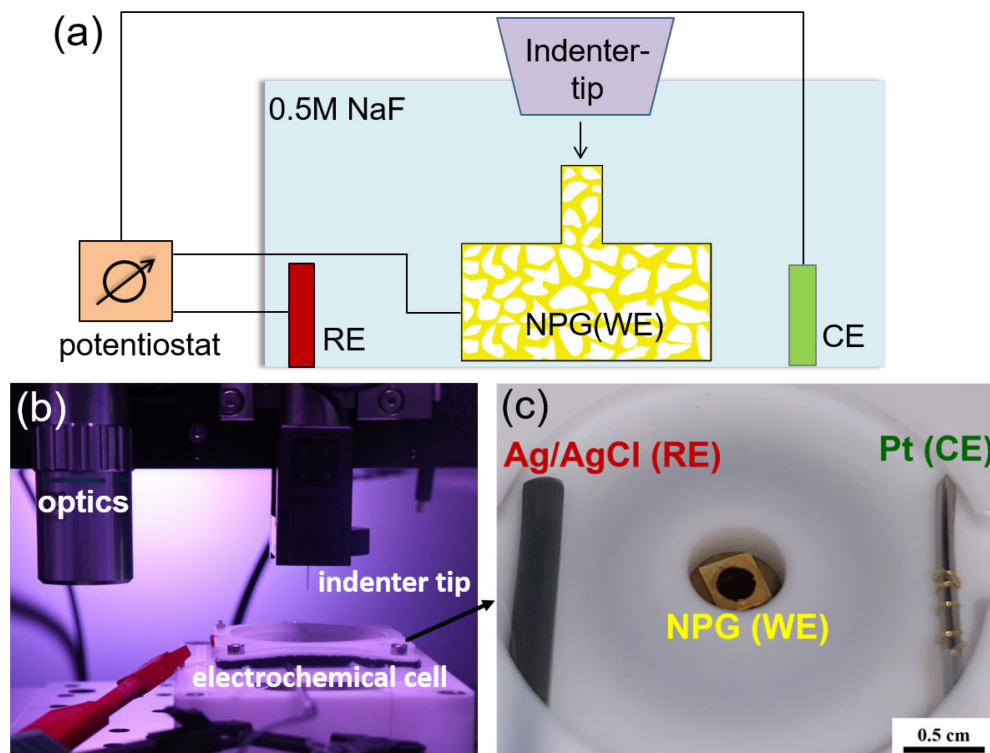 (a)
Indenter-
tip
0.5M NaF
NPG(WE)
RE
CE
potentiostat
(b)
optics
indenter tip
electrochemical cell
(c)
Ag/AgCl (RE)
Pt (CE)
NPG (WE)
0.5 cm